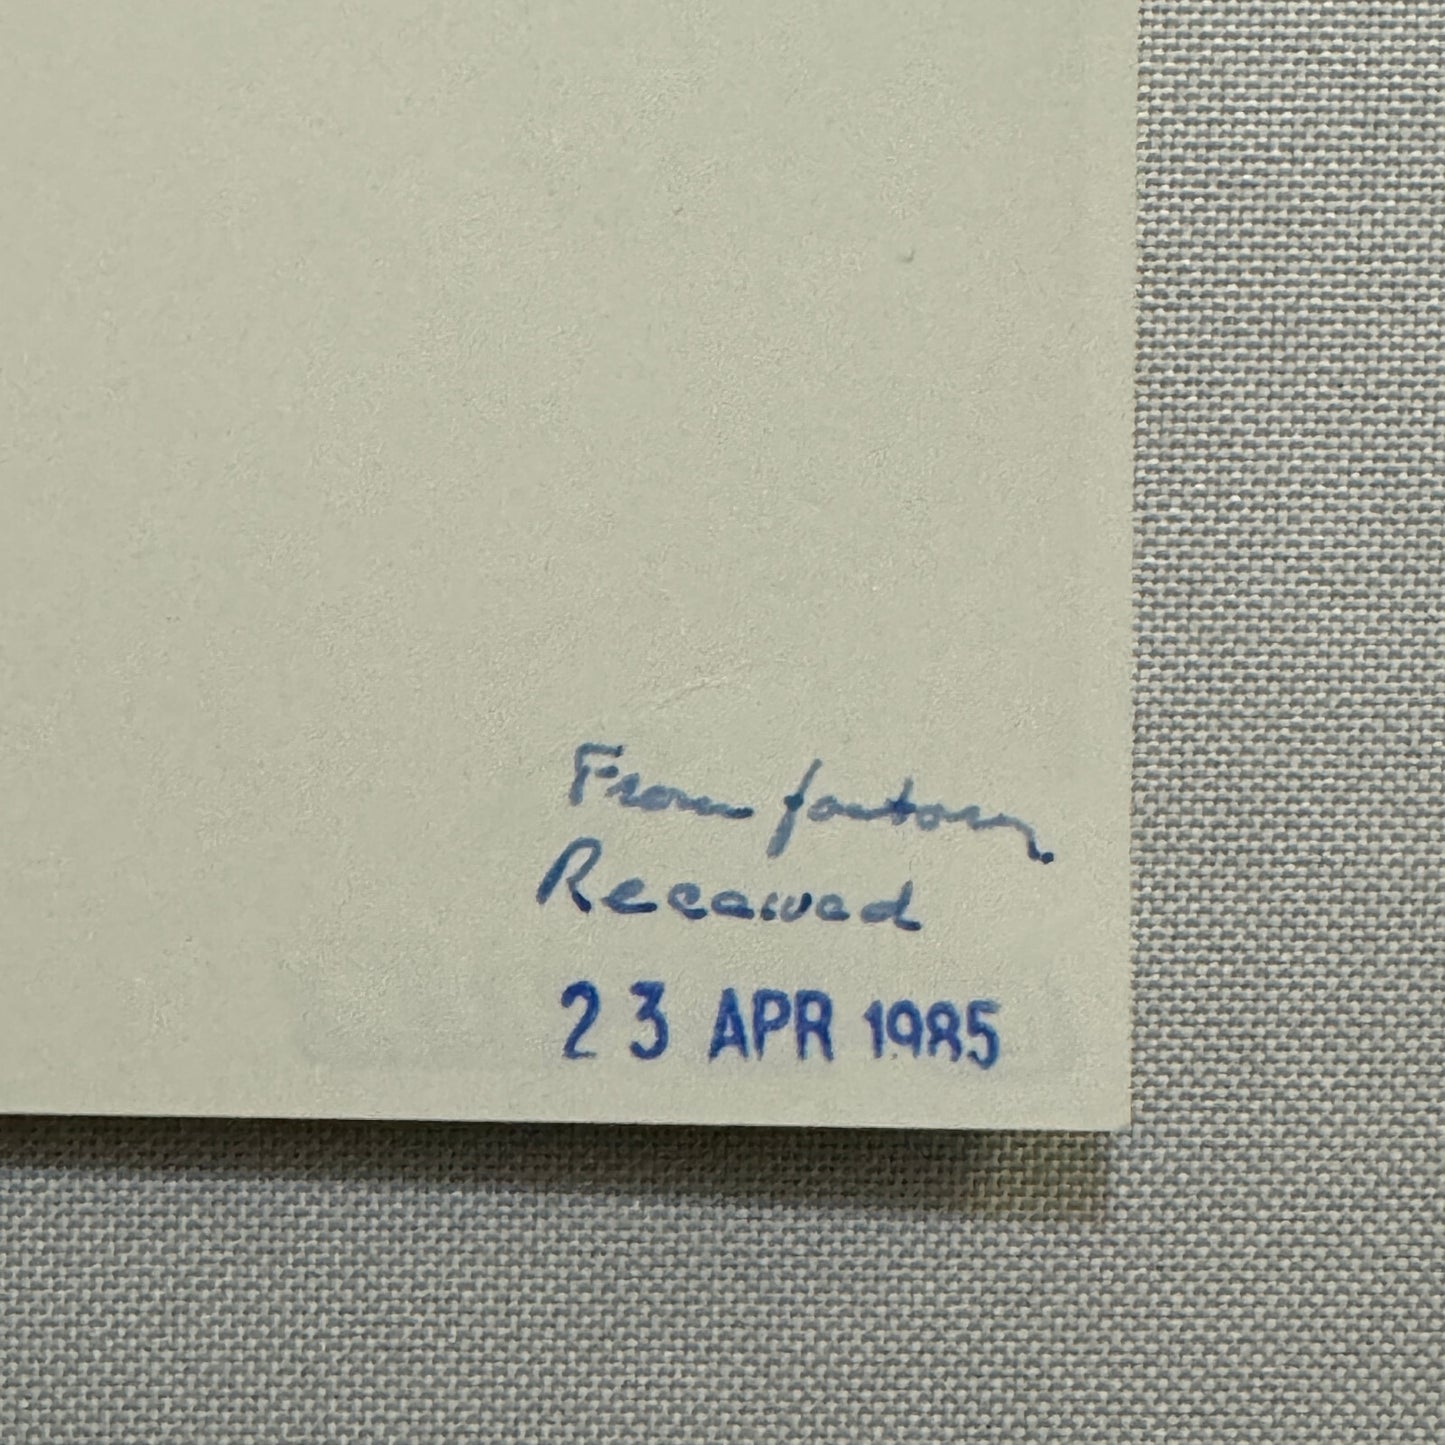 From factory.
Received
23 APR 1985